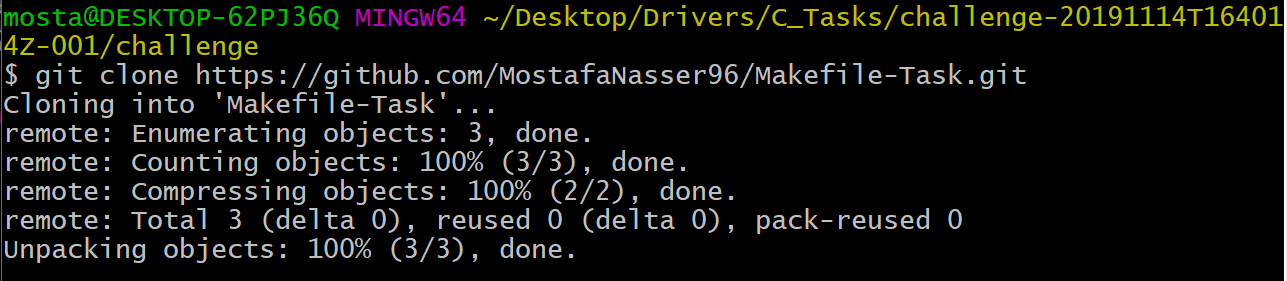 mosta@DESKTOP-62PJ36Q MINGW64 ~/Desktop/Drivers/C_Tasks/challenge-20191114T16401
4Z-001/challenge
$ git clone https://github.com/MostafaNasser96/Makefile-Task.git
Cloning into 'Makefile-Task'...
remote: Enumerating objects: 3, done.
remote: Counting objects: 100% (3/3), done.
remote: Compressing objects: 100% (2/2), done.
remote: Total 3 (delta 0), reused 0 (delta 0), pack-reused 0
Unpacking objects: 100% (3/3), done.